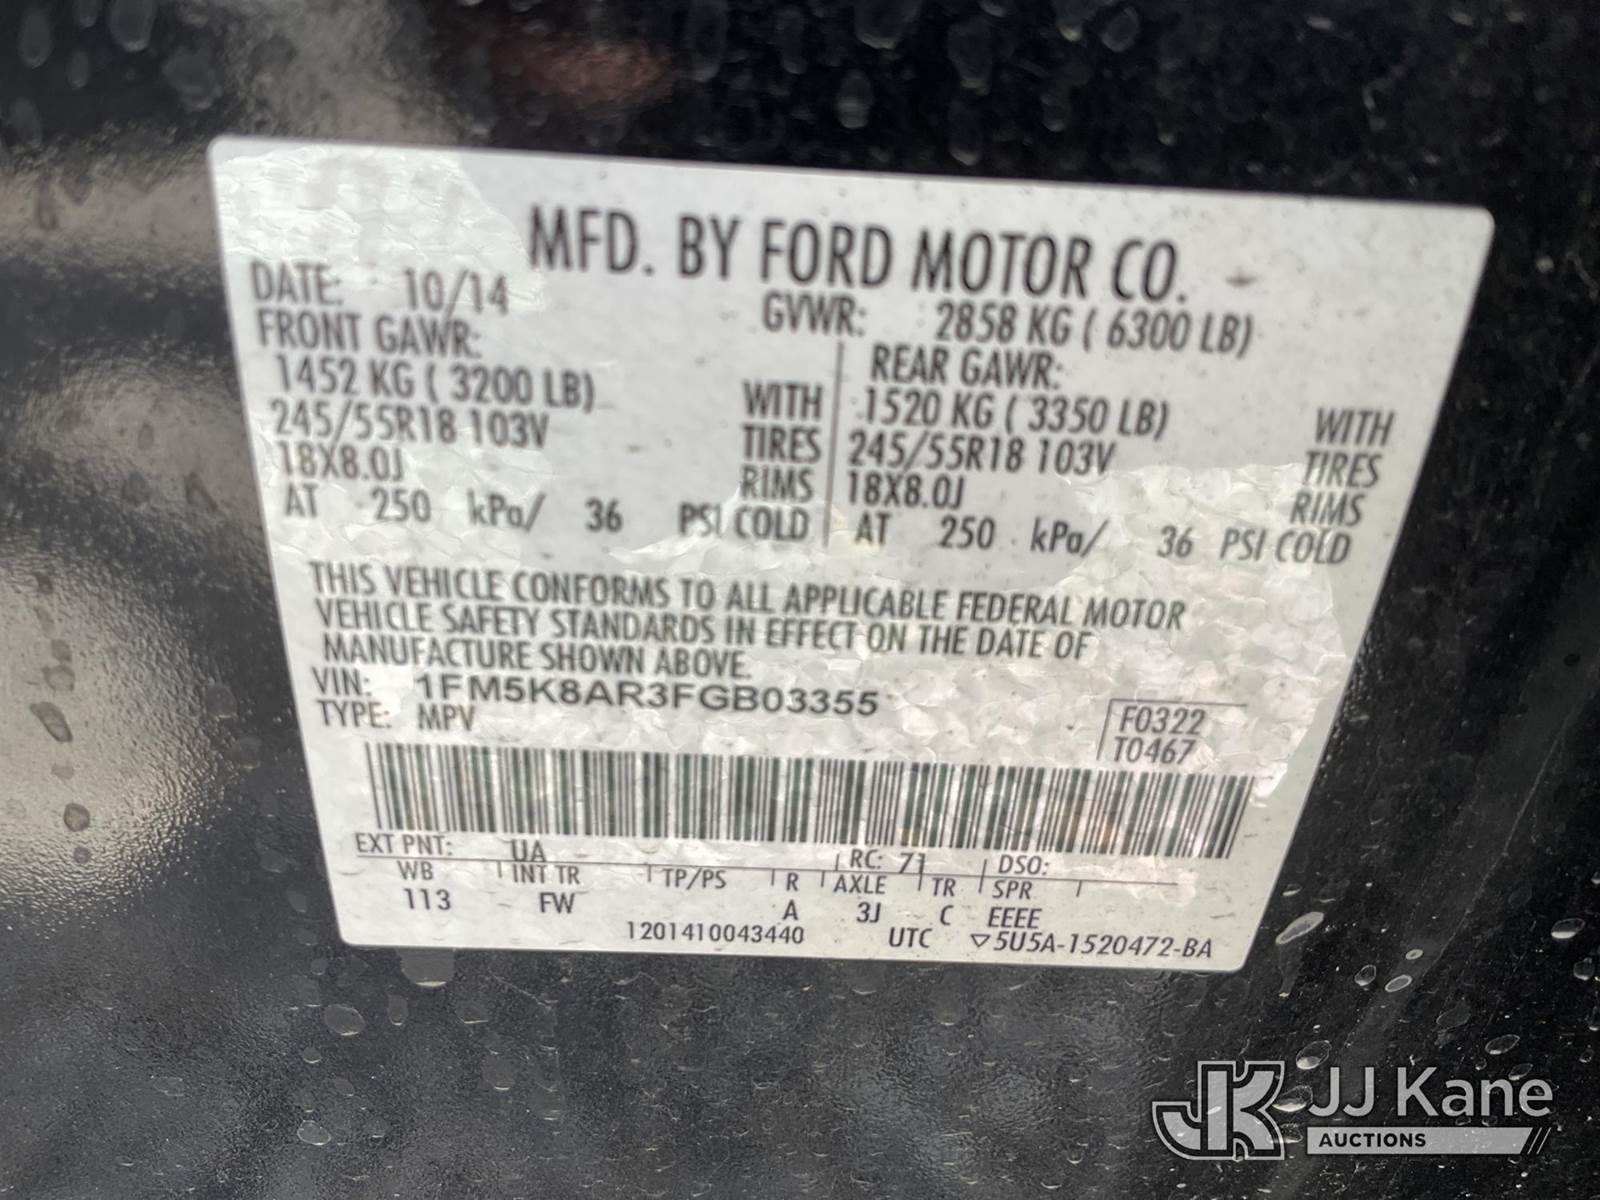 MFD. BY FORD MOTOR CO.
DATE: 10/14 GVWR: 2858 KG ( 6300 LB)
FRONT GAWR: REAR GAWR:
1452 KG ( 3200 LB) WITH 1520 KG ( 3350 LB) WITH
245/55R18 103V TIRES 245/55R18 103V TIRES
18X8.0J RIMS 18X8.0J RIMS
AT 250 kPa/ 36 PSI COLD AT 250 kPa/ 36 PSI COLD
THIS VEHICLE CONFORMS TO ALL APPLICABLE FEDERAL MOTOR
VEHICLE SAFETY STANDARDS IN EFFECT ON THE DATE OF
MANUFACTURE SHOWN ABOVE.
VIN: 1FM5K8AR3FGB03355
TYPE: MPV
F0322
T0467
EXT PNT: UA RC: 71 DSO:
WB INT TR TP/PS R AXLE TR SPR
113 FW A 3J C EEEE
1201410043440 UTC ▽5U5A-1520472-BA
JK JJ Kane
AUCTIONS